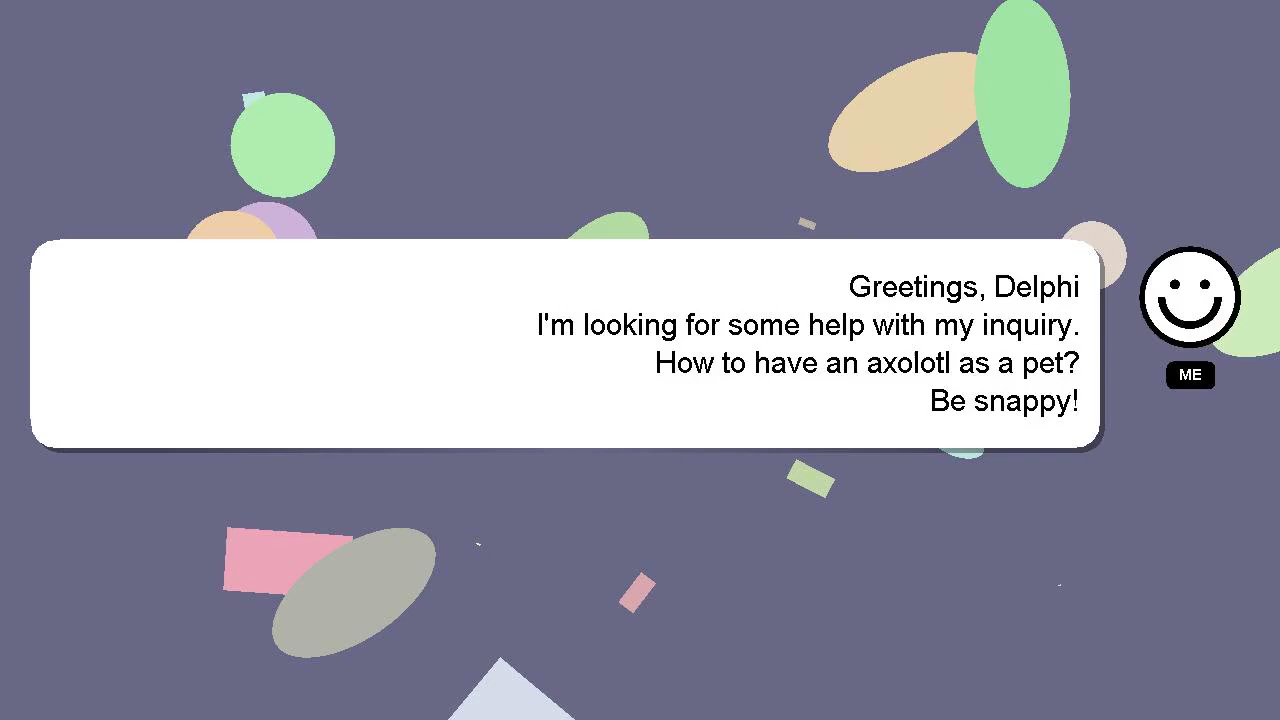 Greetings, Delphi
I'm looking for some help with my inquiry.
How to have an axolotl as a pet?
Be snappy!
ME